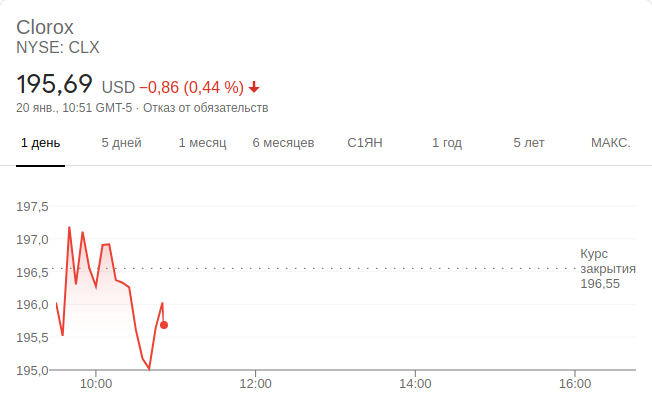 Clorox
NYSE: CLX
195,69 USD −0,86 (0,44 %)
20 янв., 10:51 GMT-5 · Отказ от обязательств
1 день 5 дней 1 месяц 6 месяцев С1ЯН 1 год 5 лет МАКС.
197,5
197,0
196,5
196,0
195,5
195,0
Курс
закрытия
196,55
10:00 12:00 14:00 16:00